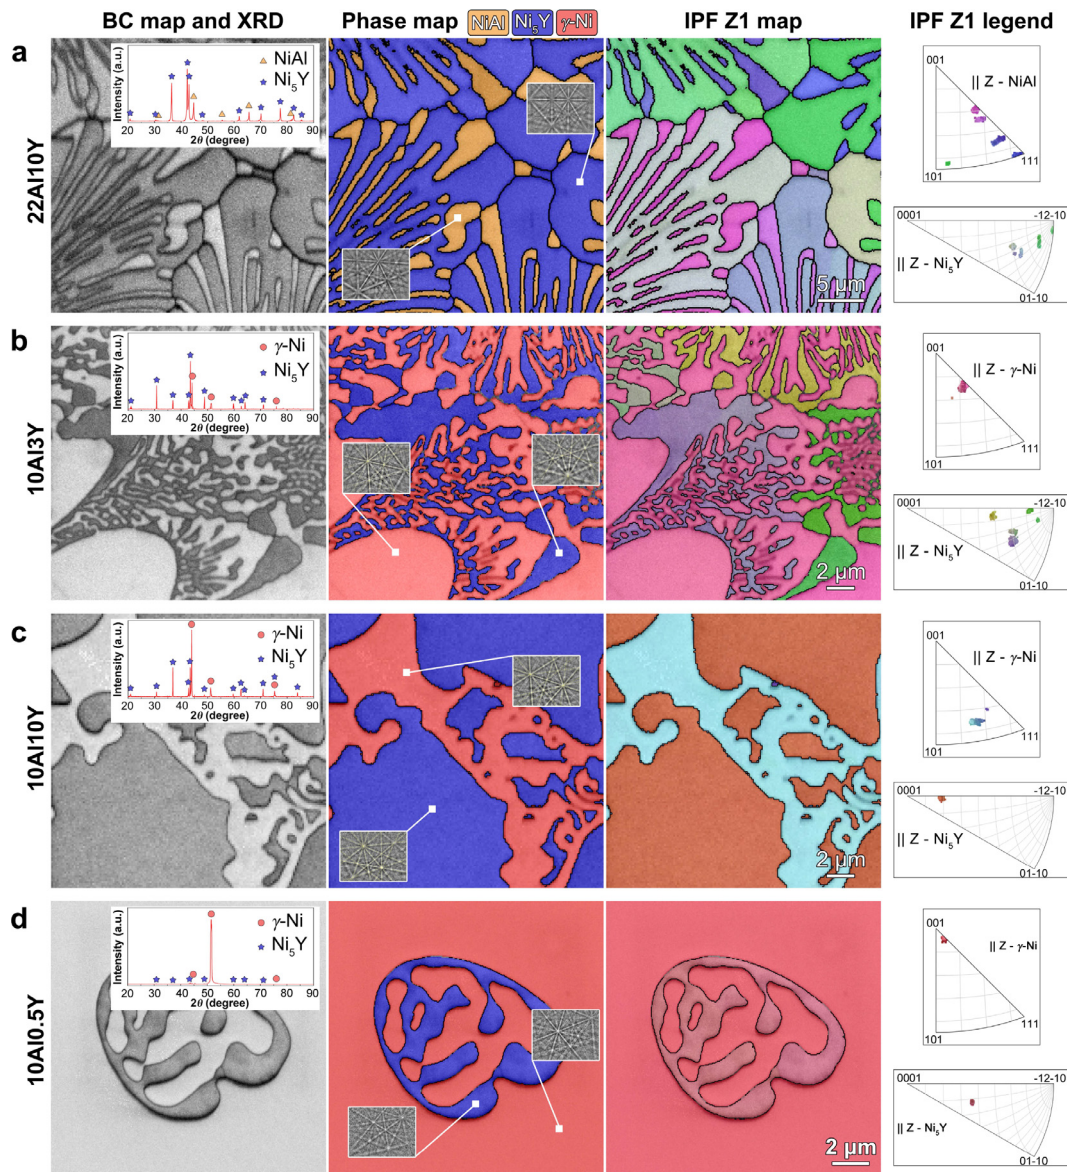 BC map and XRD
Phase map
NiAl
Ni5Y
γ-Ni
IPF Z1 map
IPF Z1 legend
a
22Al10Y
Intensity (a.u.)
NiAl
Ni5Y
20 30 40 50 60 70 80 90
2θ (degree)
5 μm
001
|| Z - NiAl
101
111
0001
-12-10
|| Z - Ni5Y
01-10
b
10Al3Y
Intensity (a.u.)
γ-Ni
Ni5Y
20 30 40 50 60 70 80 90
2θ (degree)
2 μm
001
|| Z - γ-Ni
101
111
0001
-12-10
|| Z - Ni5Y
01-10
c
10Al10Y
Intensity (a.u.)
γ-Ni
Ni5Y
20 30 40 50 60 70 80 90
2θ (degree)
2 μm
001
|| Z - γ-Ni
101
111
0001
-12-10
|| Z - Ni5Y
01-10
d
10Al0.5Y
Intensity (a.u.)
γ-Ni
Ni5Y
20 30 40 50 60 70 80 90
2θ (degree)
2 μm
001
|| Z - γ-Ni
111
101
0001
-12-10
|| Z - Ni5Y
01-10